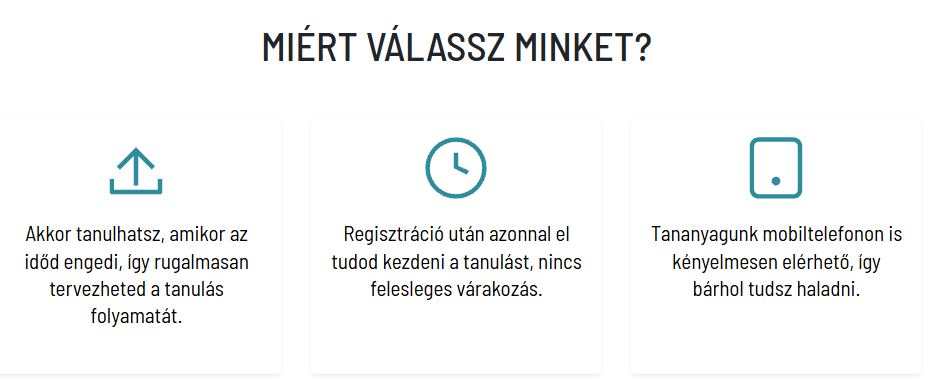 MIÉRT VÁLASSZ MINKET?
Akkor tanulhatsz, amikor az
időd engedi, így rugalmasan
tervezheted a tanulás
folyamatát.
Regisztráció után azonnal el
tudod kezdeni a tanulást, nincs
felesleges várakozás.
Tananyagunk mobiltelefonon is
kényelmesen elérhető, így
bárhol tudsz haladni.